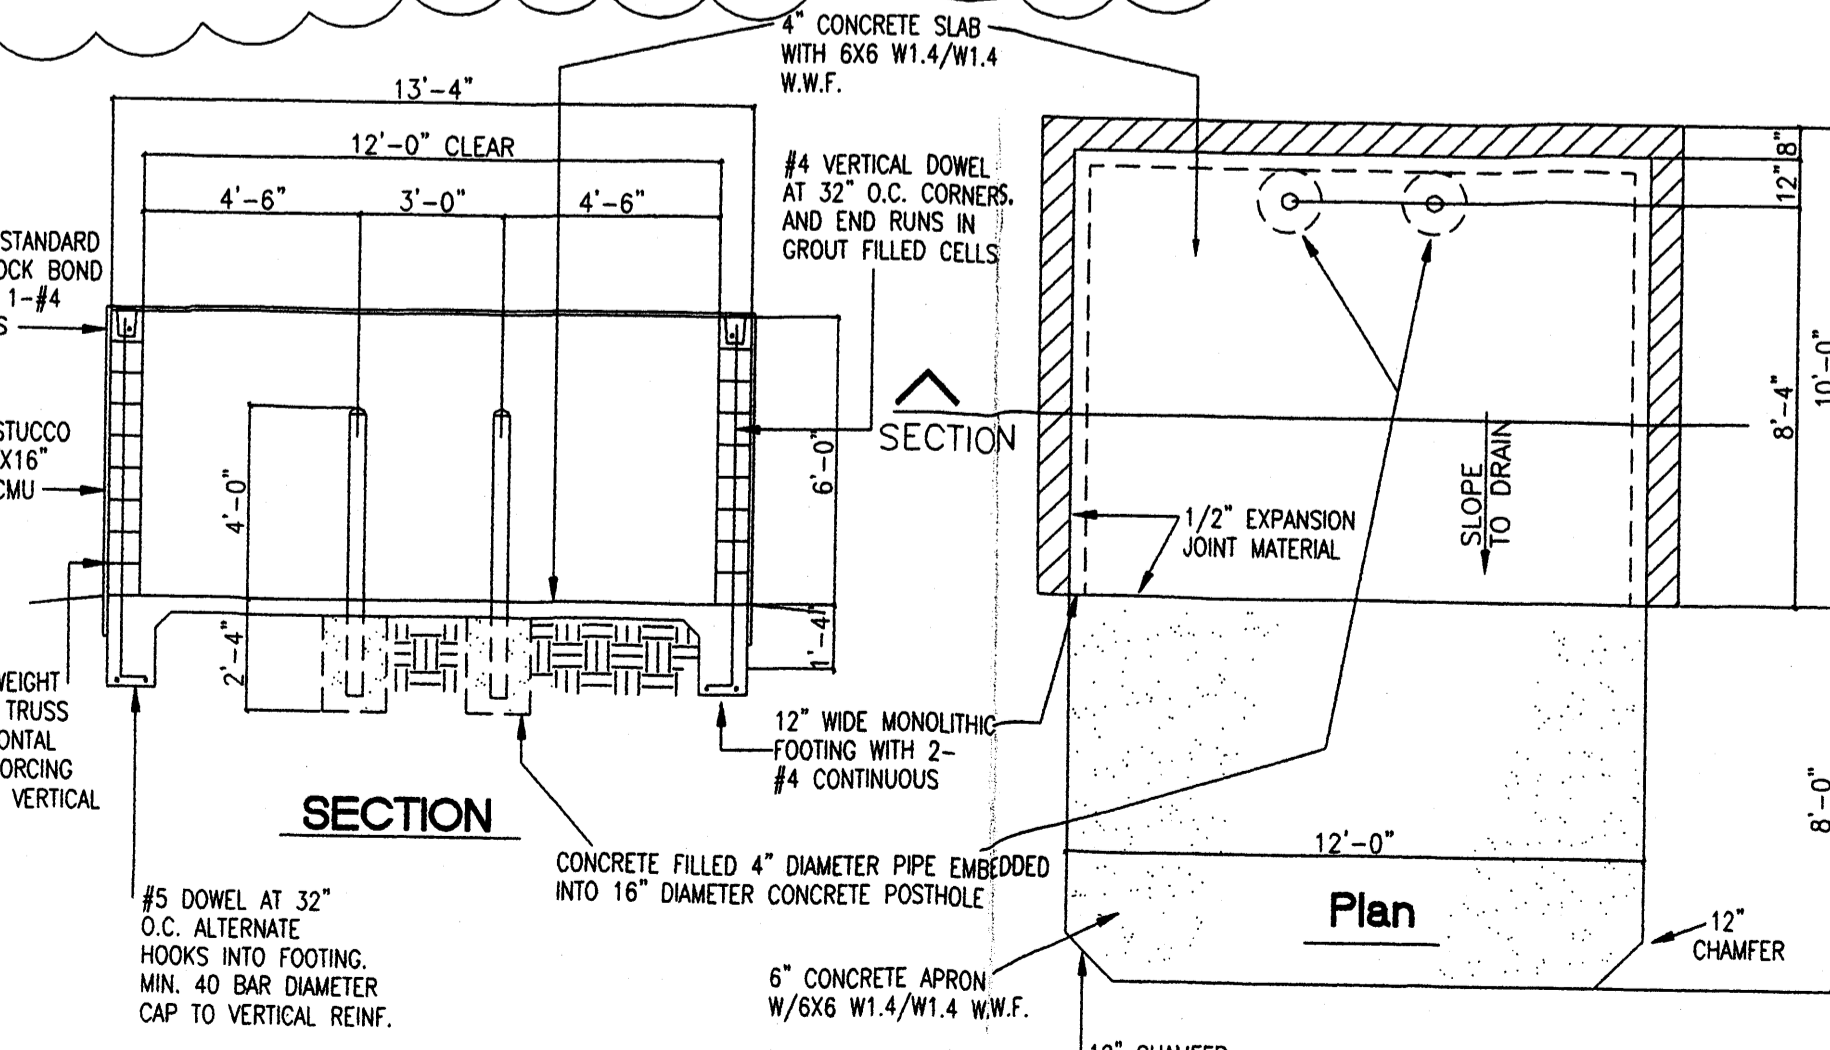 4" CONCRETE SLAB
WITH 6X6 W1.4/W1.4
W.W.F.
13'-4"
12'-0" CLEAR
4'-6" 3'-0" 4'-6"
#4 VERTICAL DOWEL
AT 32" O.C. CORNERS.
AND END RUNS IN
GROUT FILLED CELLS
STANDARD
OCK BOND
1-#4
S
STUCCO
X16"
CMU
4'-0"
2'-4"
6'-0"
1'-4"
WEIGHT
TRUSS
ONTAL
ORCING
VERTICAL
SECTION
#5 DOWEL AT 32"
O.C. ALTERNATE
HOOKS INTO FOOTING.
MIN. 40 BAR DIAMETER
CAP TO VERTICAL REINF.
12" WIDE MONOLITHIC
FOOTING WITH 2-
#4 CONTINUOUS
CONCRETE FILLED 4" DIAMETER PIPE EMBEDDED
INTO 16" DIAMETER CONCRETE POSTHOLE
6" CONCRETE APRON
W/6X6 W1.4/W1.4 W.W.F.
SECTION
1/2" EXPANSION
JOINT MATERIAL
SLOPE
TO DRAIN
8"
12"
8'-4"
10'-0"
8'-0"
12'-0"
Plan
12"
CHAMFER
CHAMFER